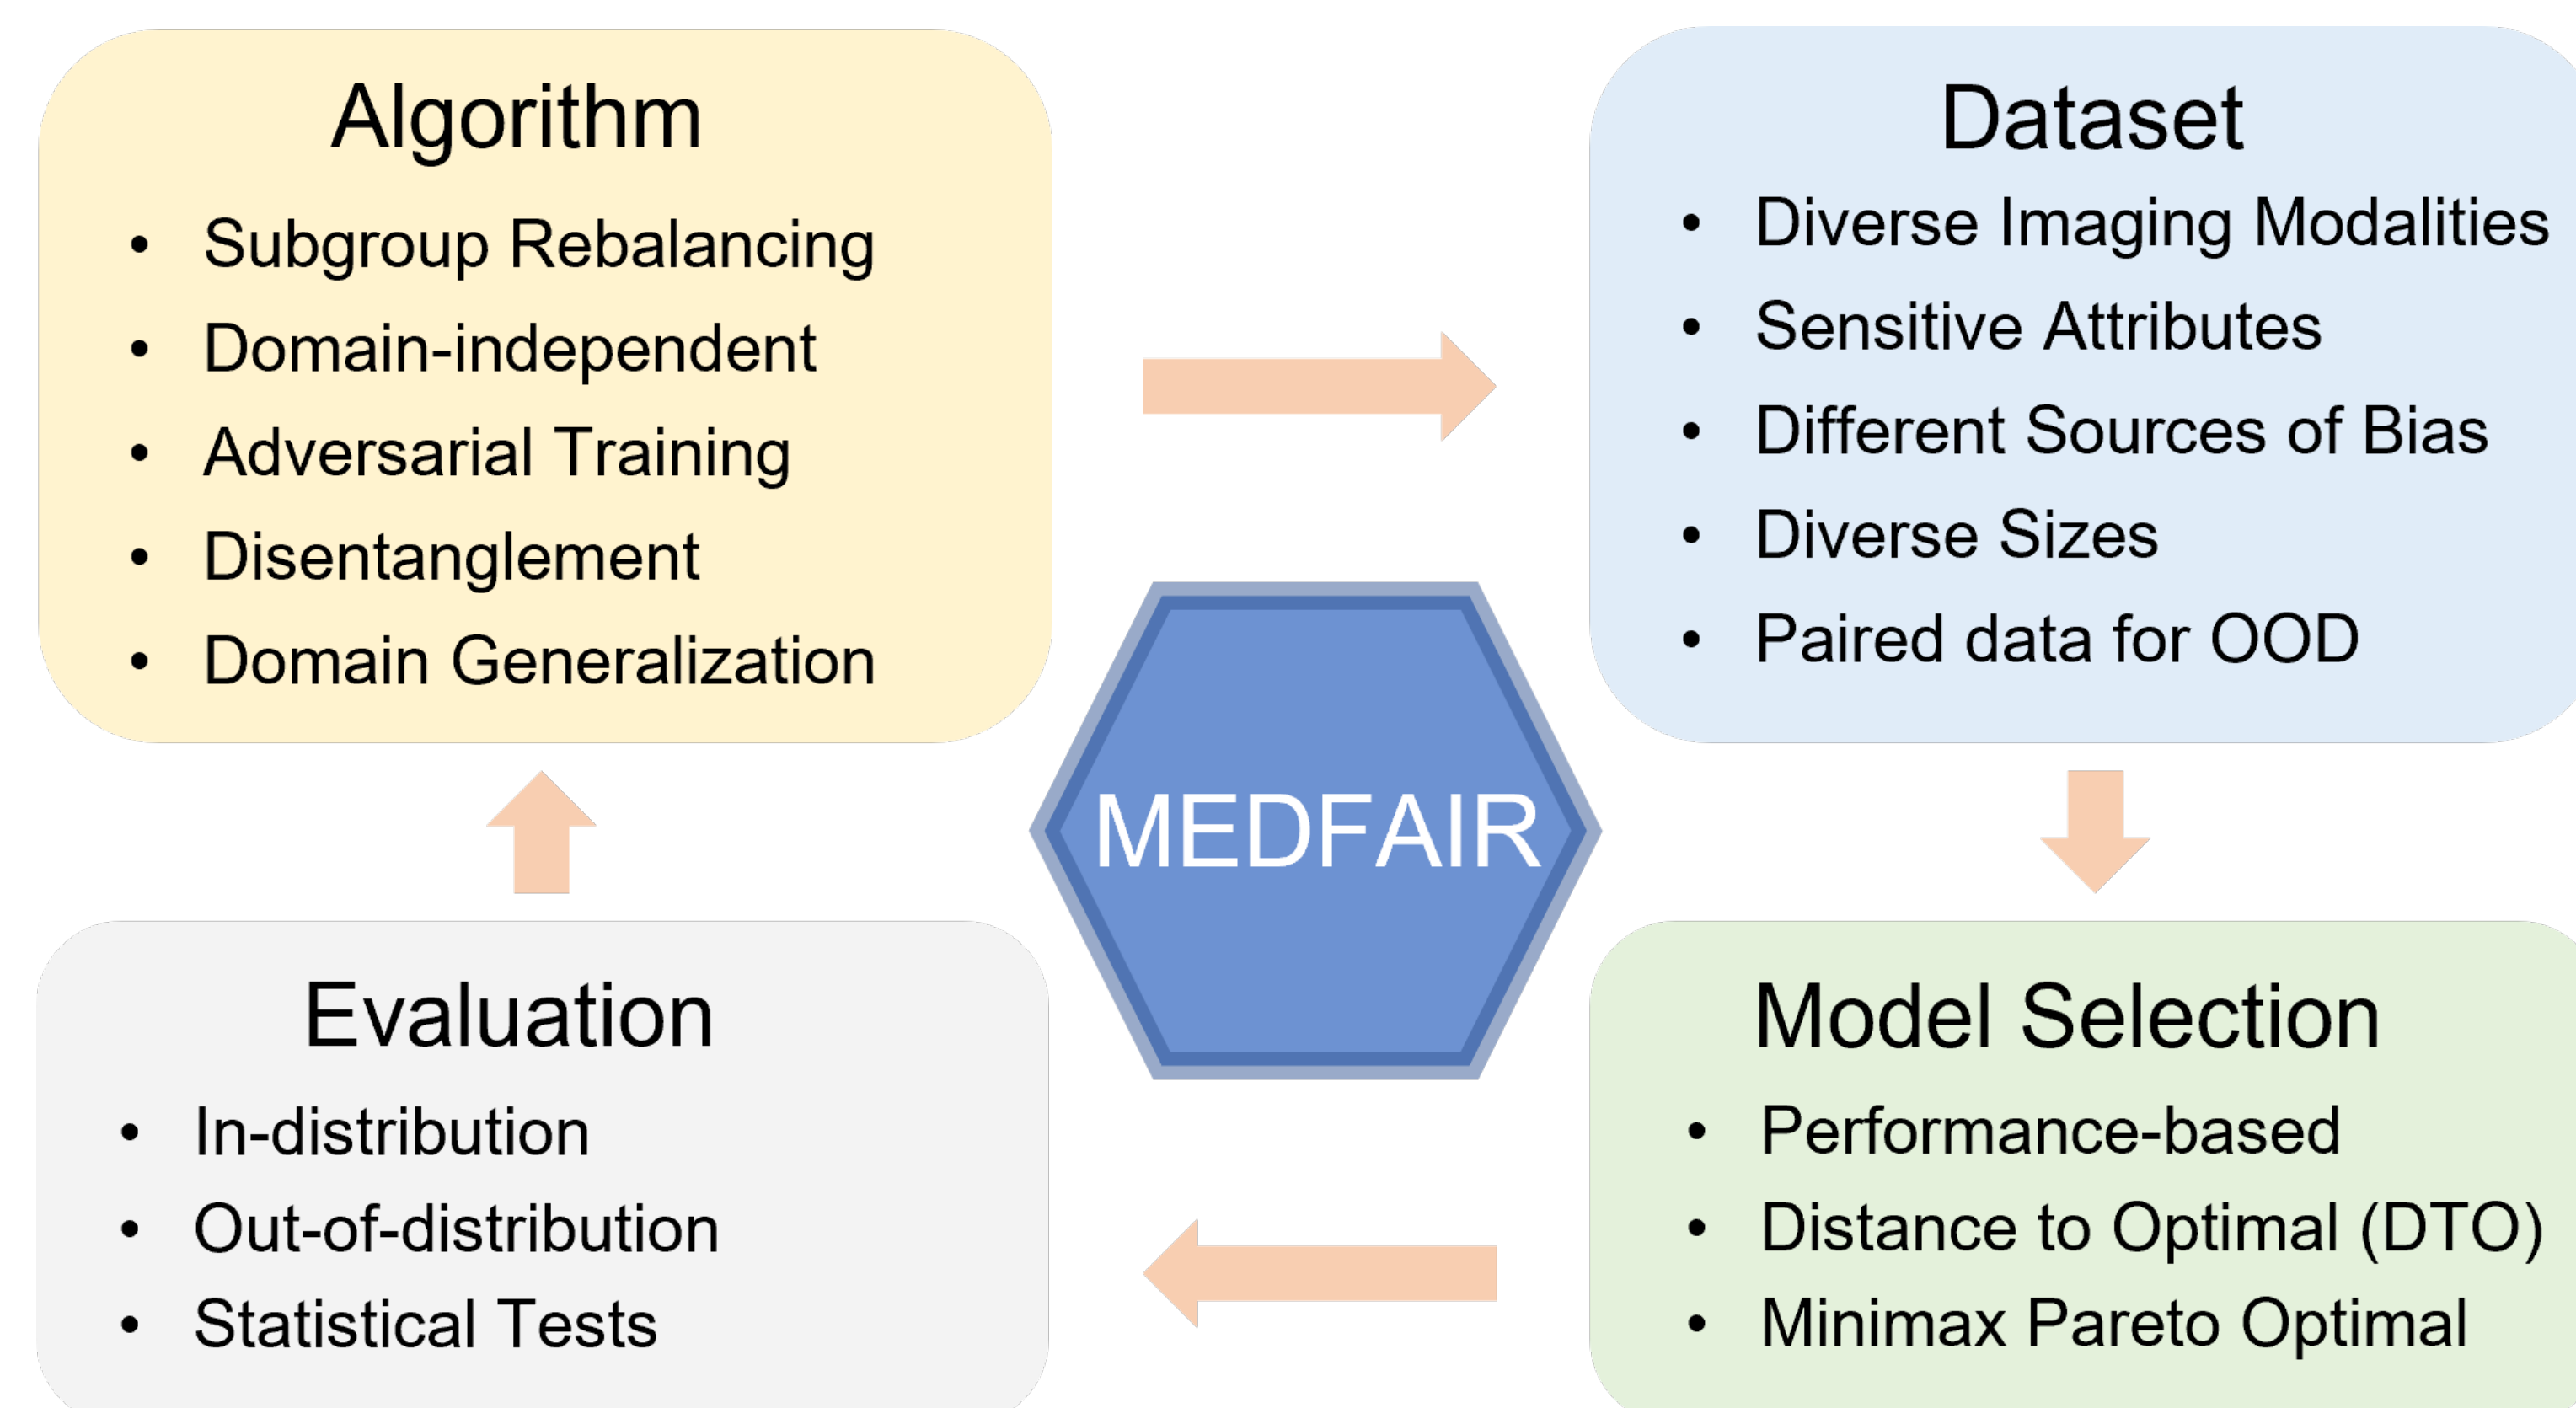 Algorithm
• Subgroup Rebalancing
• Domain-independent
• Adversarial Training
• Disentanglement
• Domain Generalization
Dataset
• Diverse Imaging Modalities
• Sensitive Attributes
• Different Sources of Bias
• Diverse Sizes
• Paired data for OOD
MEDFAIR
Evaluation
• In-distribution
• Out-of-distribution
• Statistical Tests
Model Selection
• Performance-based
• Distance to Optimal (DTO)
• Minimax Pareto Optimal